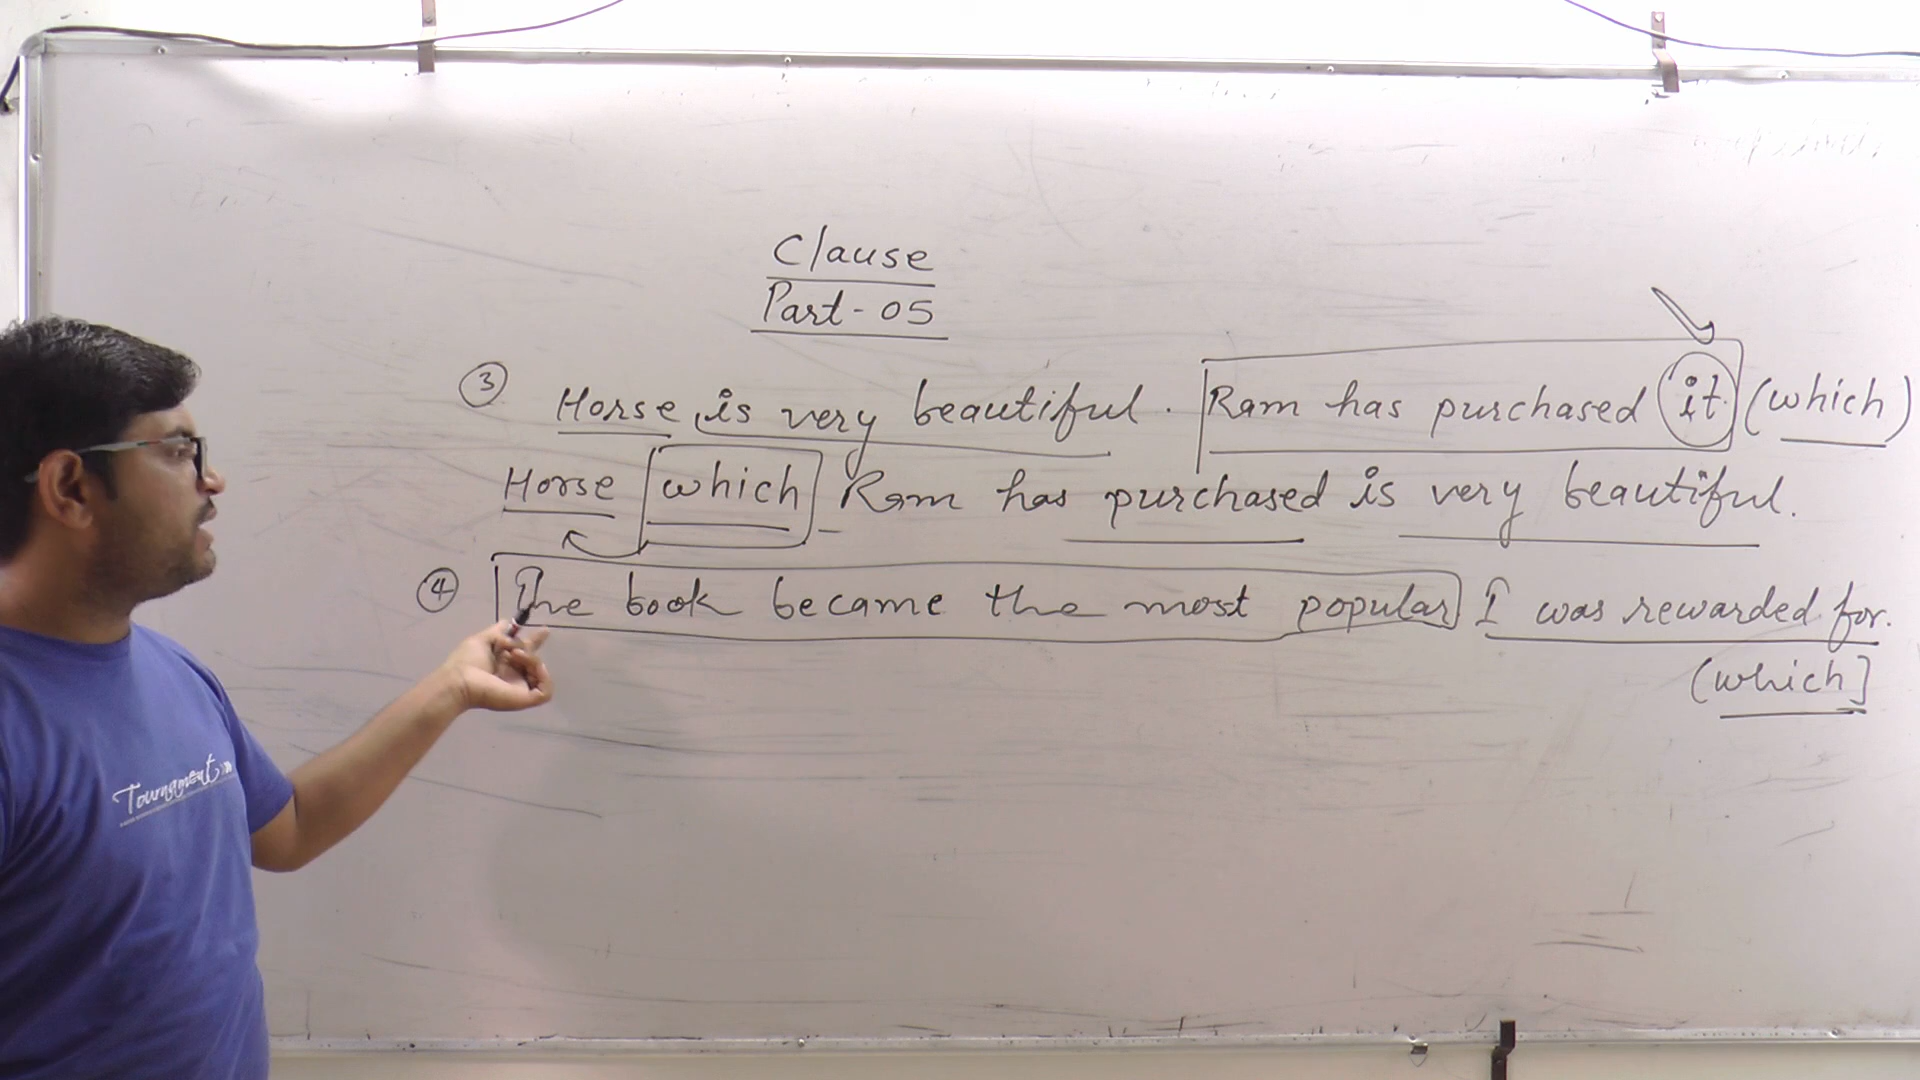 Clause
Part-05
③ Horse is very beautiful. Ram has purchased it. (which)
Horse which Ram has purchased is very beautiful.
④ The book became the most popular I was rewarded for.
(which]
Tournament